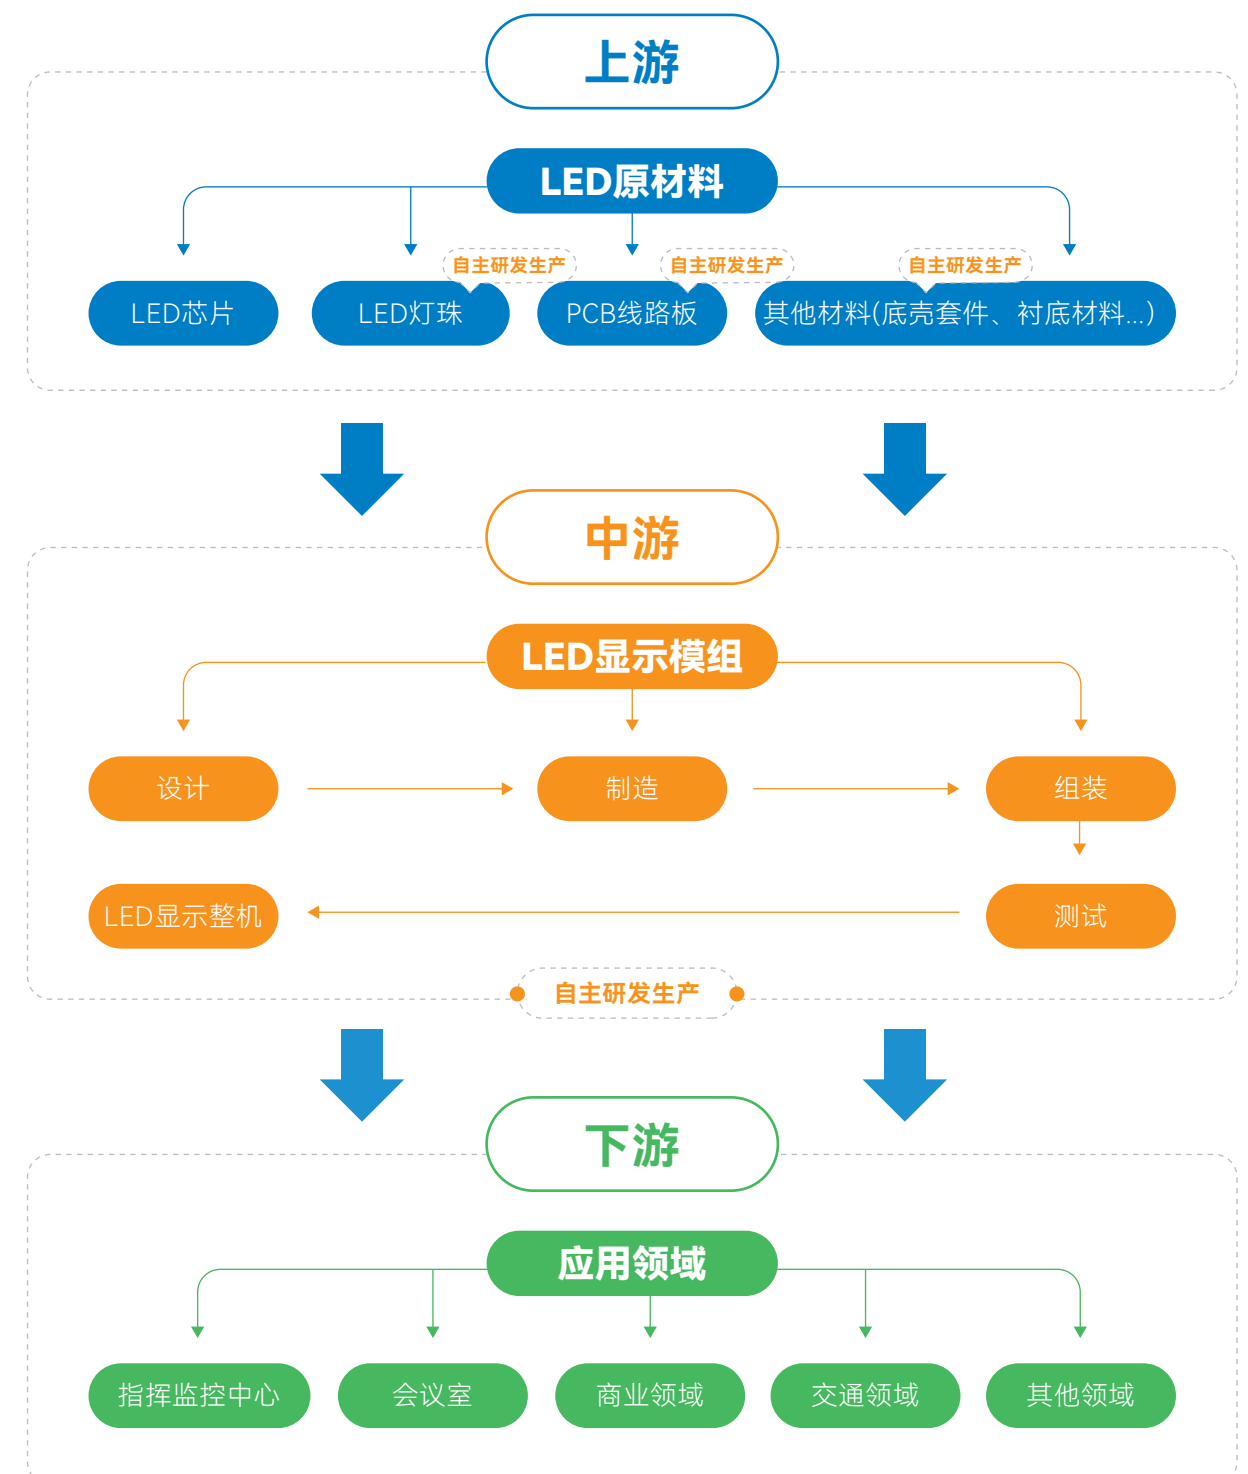 上游
LED原材料
自主研发生产
自主研发生产
自主研发生产
LED芯片
LED灯珠
PCB线路板
其他材料(底壳套件、衬底材料...)
中游
LED显示模组
设计
制造
组装
LED显示整机
测试
自主研发生产
下游
应用领域
指挥监控中心
会议室
商业领域
交通领域
其他领域